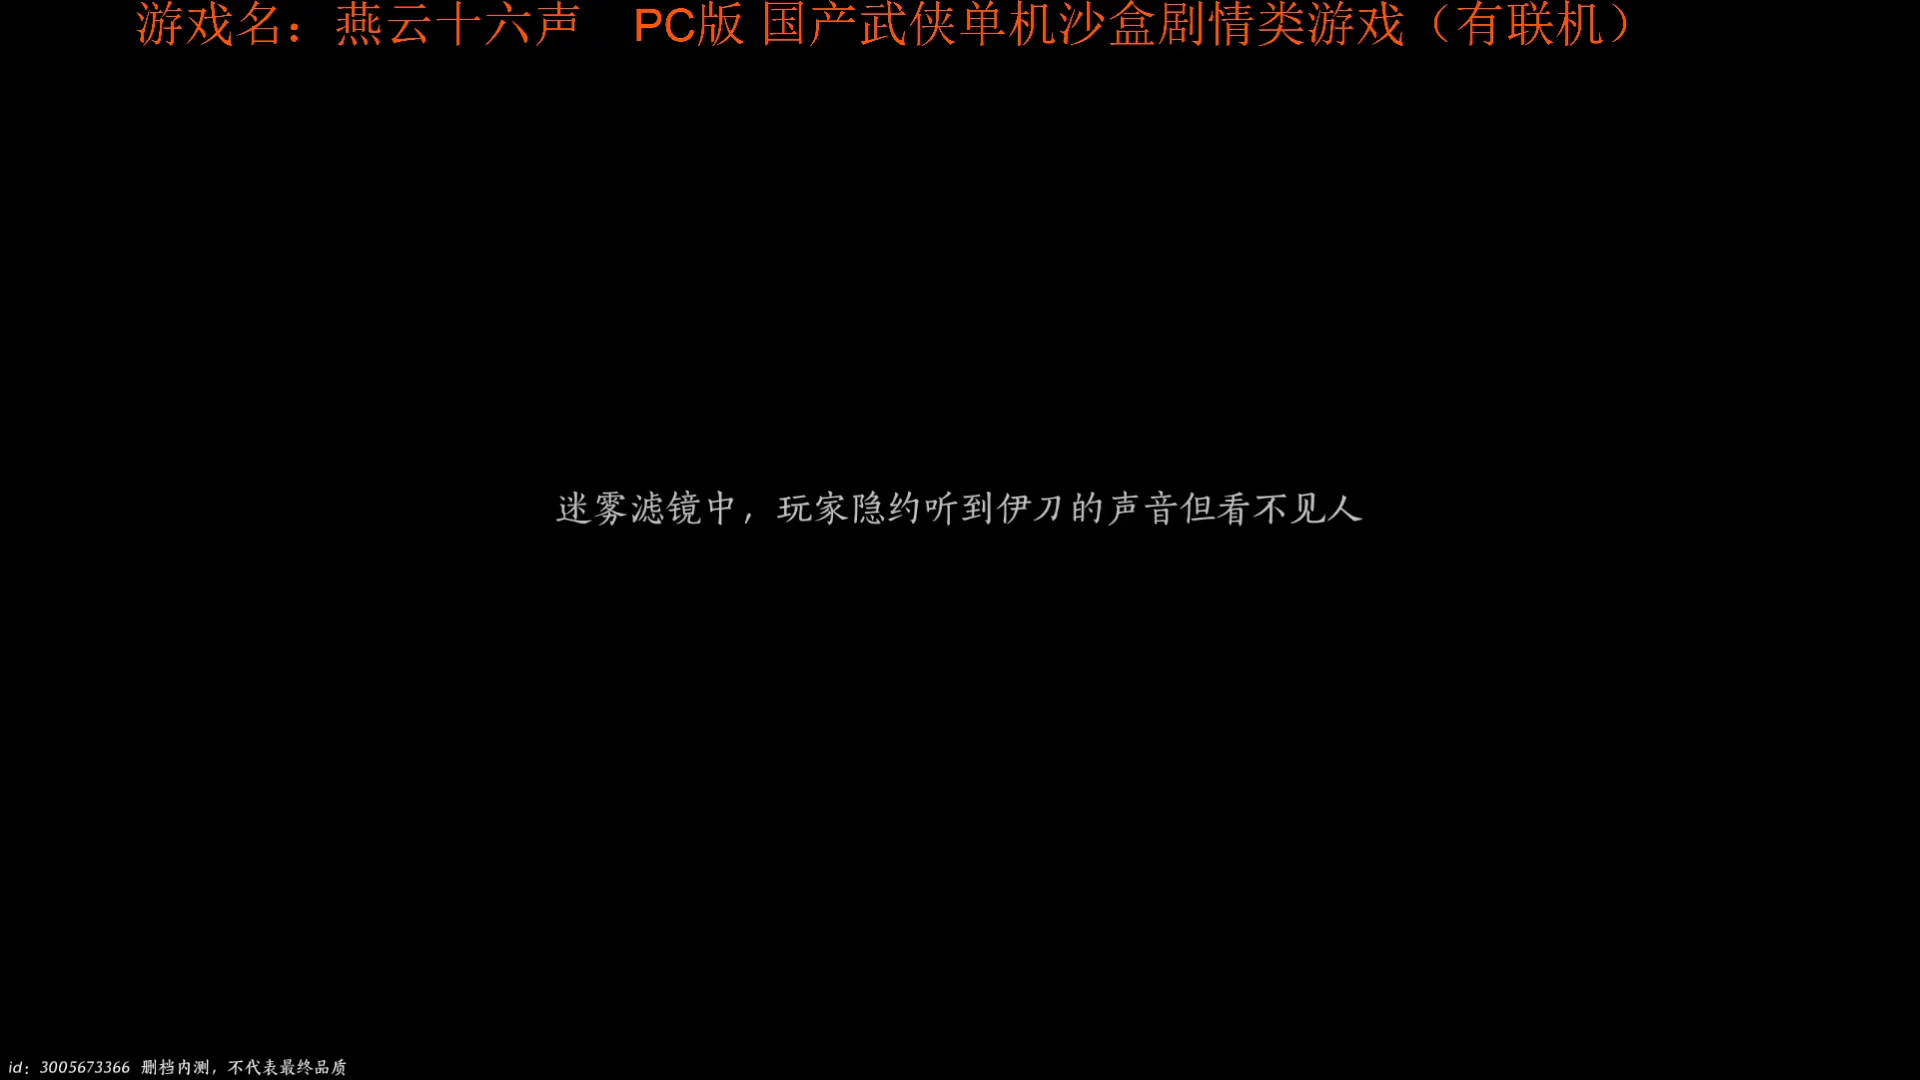 游戏名：燕云十六声 PC版 国产武侠单机沙盒剧情类游戏（有联机）
迷雾滤镜中，玩家隐约听到伊刀的声音但看不见人
id：3005673366 删档内测，不代表最终品质